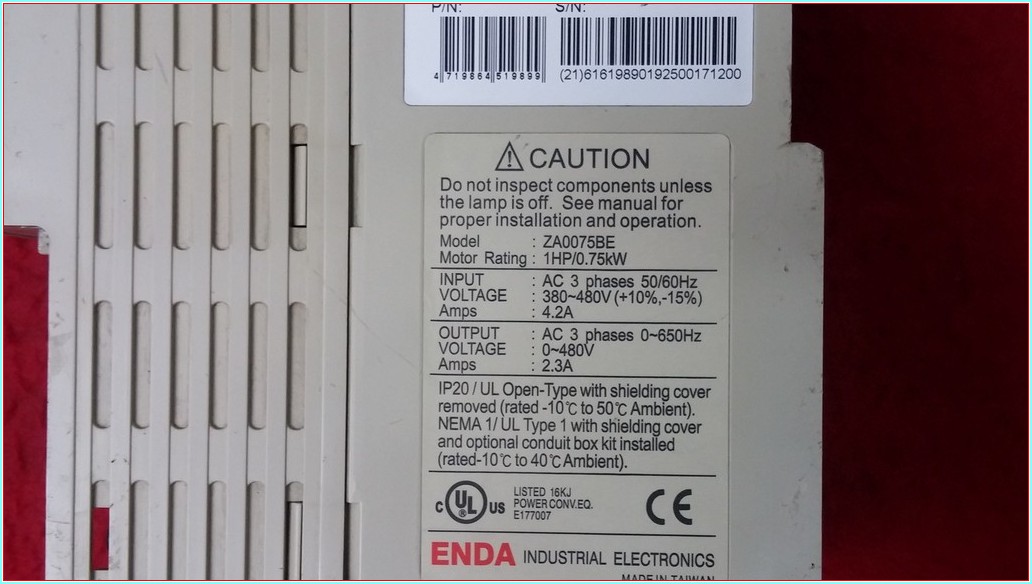 P/N: S/N:
4 719864 519899 (21)61619890192500171200
CAUTION
Do not inspect components unless
the lamp is off. See manual for
proper installation and operation.
Model : ZA0075BE
Motor Rating : 1HP/0.75kW
INPUT : AC 3 phases 50/60Hz
VOLTAGE : 380~480V (+10%,-15%)
Amps : 4.2A
OUTPUT : AC 3 phases 0~650Hz
VOLTAGE : 0~480V
Amps : 2.3A
IP20 / UL Open-Type with shielding cover
removed (rated -10℃ to 50℃ Ambient).
NEMA 1/ UL Type 1 with shielding cover
and optional conduit box kit installed
(rated-10℃ to 40℃ Ambient).
C UL ® US LISTED 16KJ
POWER CONV.EQ.
E177007
CE
ENDA INDUSTRIAL ELECTRONICS
MADE IN TAIWAN